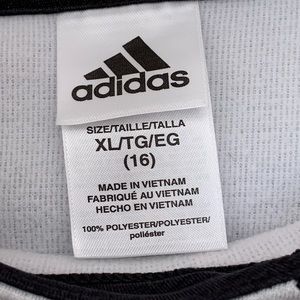 adidas
SIZE/TAILLE/TALLA
XL/TG/EG
(16)
MADE IN VIETNAM
FABRIQUÉ AU VIETNAM
HECHO EN VIETNAM
100% POLYESTER/POLYESTER/
poliéster